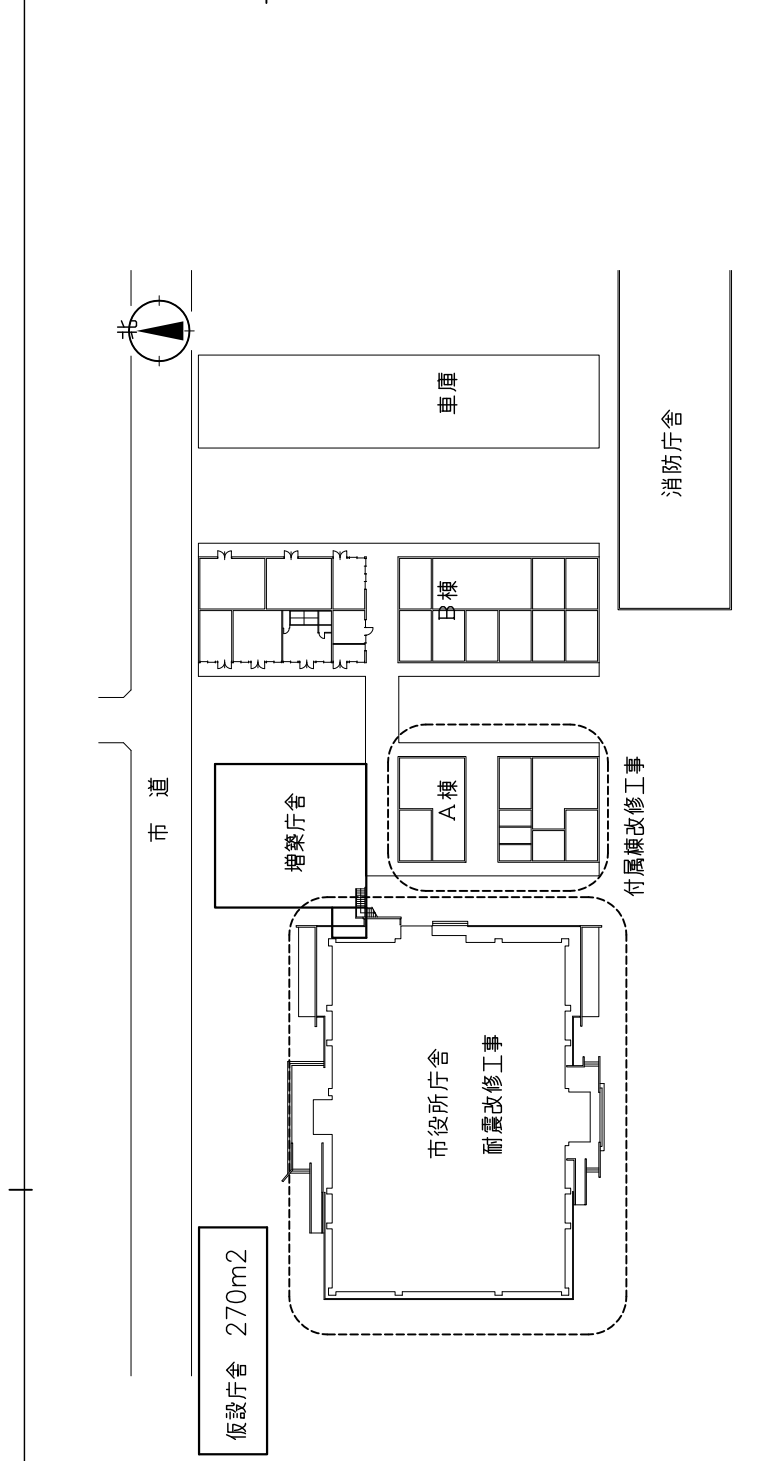 北
車庫
消防庁舎
B棟
市 道
増築庁舎
A棟
付属棟改修工事
市役所庁舎
耐震改修工事
仮設庁舎 270m2